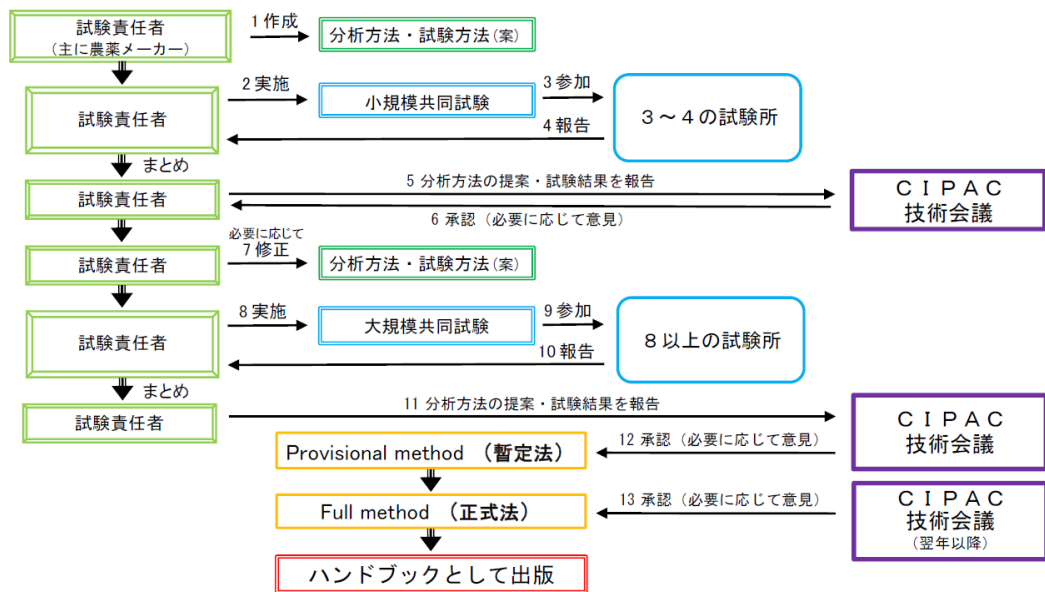 試験責任者
(主に農薬メーカー)
1 作成
分析方法・試験方法(案)
試験責任者
2 実施
小規模共同試験
3 参加
3～4の試験所
4 報告
まとめ
試験責任者
5 分析方法の提案・試験結果を報告
6 承認（必要に応じて意見）
CIPAC
技術会議
試験責任者
必要に応じて
7 修正
分析方法・試験方法(案)
試験責任者
8 実施
大規模共同試験
9 参加
8以上の試験所
10 報告
まとめ
試験責任者
11 分析方法の提案・試験結果を報告
CIPAC
技術会議
12 承認（必要に応じて意見）
Provisional method （暫定法）
13 承認（必要に応じて意見）
Full method （正式法）
CIPAC
技術会議
(翌年以降)
ハンドブックとして出版